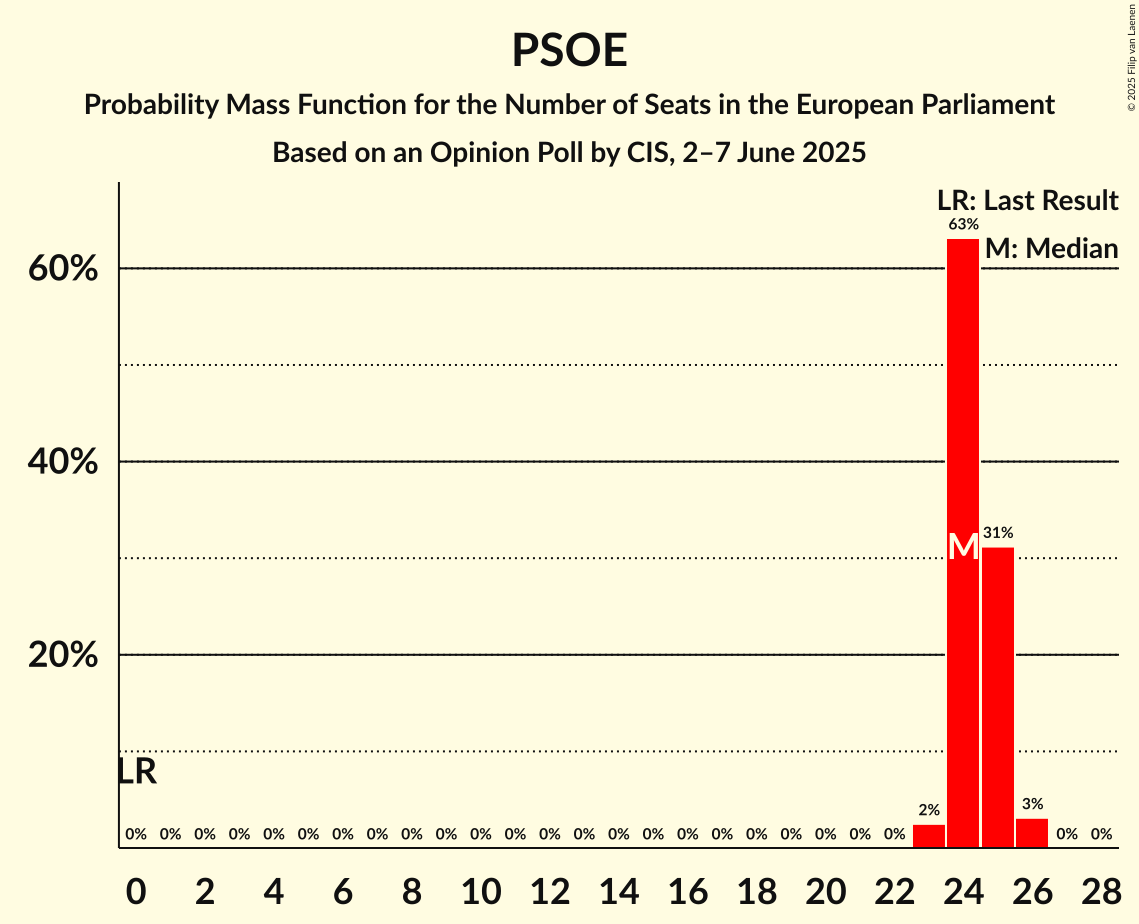 PSOE
Probability Mass Function for the Number of Seats in the European Parliament
Based on an Opinion Poll by CIS, 2–7 June 2025
© 2025 Filip van Laenen
LR: Last Result
M: Median
63%
60%
40%
M
31%
20%
LR
2%
3%
0% 0% 0% 0% 0% 0% 0% 0% 0% 0% 0% 0% 0% 0% 0% 0% 0% 0% 0% 0% 0% 0% 0% 0% 0%
0 2 4 6 8 10 12 14 16 18 20 22 24 26 28